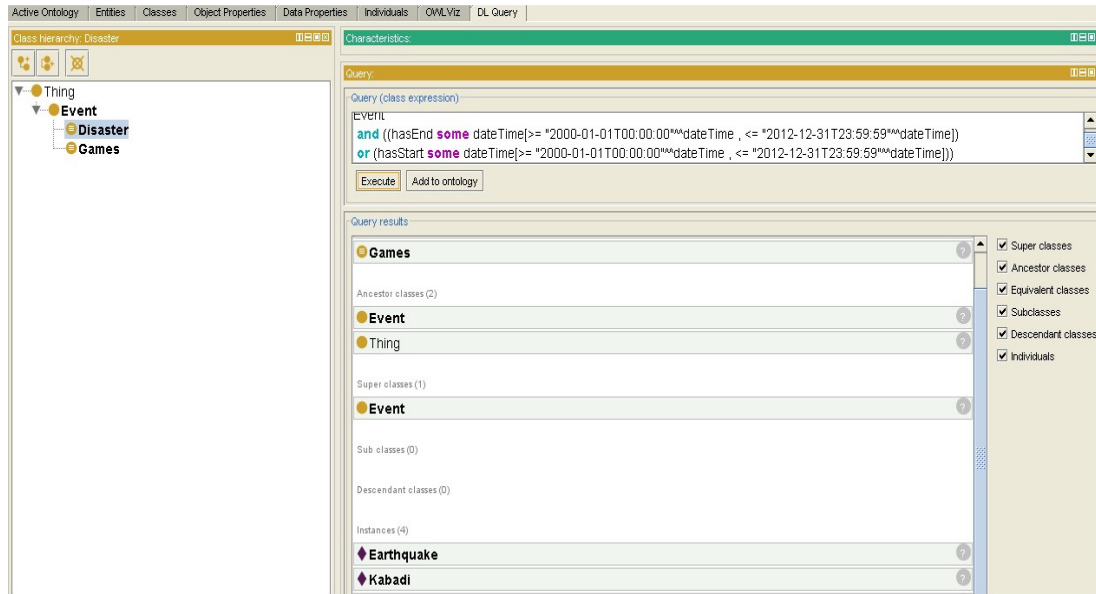 Active Ontology Entities Classes Object Properties Data Properties Individuals OWLViz DL Query
Class hierarchy: Disaster
Thing
Event
Disaster
Games
Characteristics:
Query:
Query (class expression)
Event
and ((hasEnd some dateTime[>= "2000-01-01T00:00:00"^^dateTime , <= "2012-12-31T23:59:59"^^dateTime])
or (hasStart some dateTime[>= "2000-01-01T00:00:00"^^dateTime , <= "2012-12-31T23:59:59"^^dateTime]))
Execute Add to ontology
Query results
Games ?
Ancestor classes (2)
Event ?
Thing ?
Super classes (1)
Event ?
Sub classes (0)
Descendant classes (0)
Instances (4)
Earthquake ?
Kabadi ?
Super classes
Ancestor classes
Equivalent classes
Subclasses
Descendant classes
Individuals